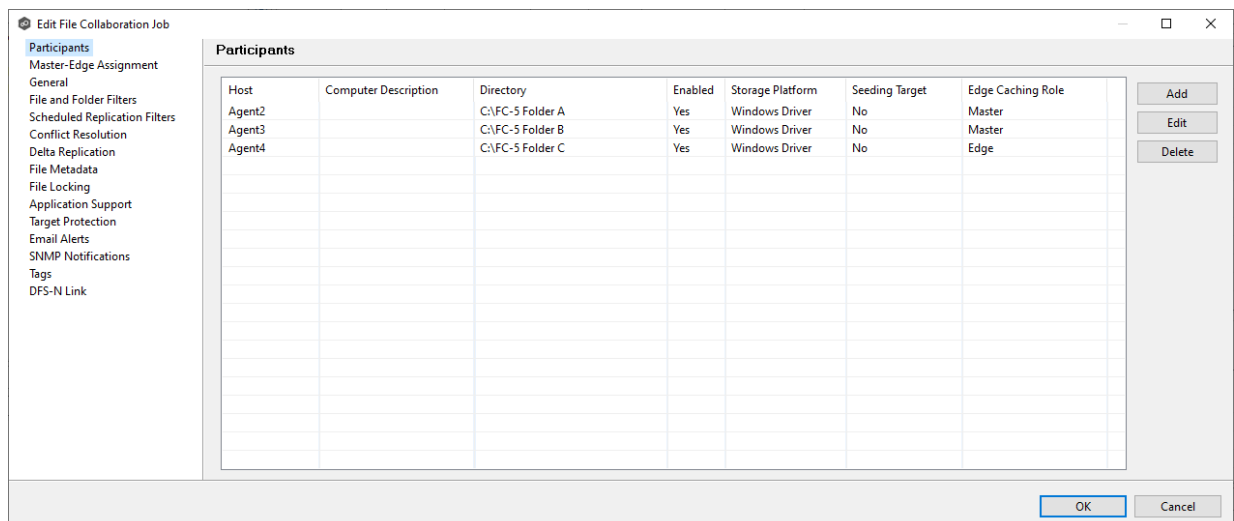 Edit File Collaboration Job
Participants
Master-Edge Assignment
General
File and Folder Filters
Scheduled Replication Filters
Conflict Resolution
Delta Replication
File Metadata
File Locking
Application Support
Target Protection
Email Alerts
SNMP Notifications
Tags
DFS-N Link
Participants
Host Computer Description Directory Enabled Storage Platform Seeding Target Edge Caching Role
Agent2 C:\FC-5 Folder A Yes Windows Driver No Master
Agent3 C:\FC-5 Folder B Yes Windows Driver No Master
Agent4 C:\FC-5 Folder C Yes Windows Driver No Edge
Add
Edit
Delete
OK Cancel